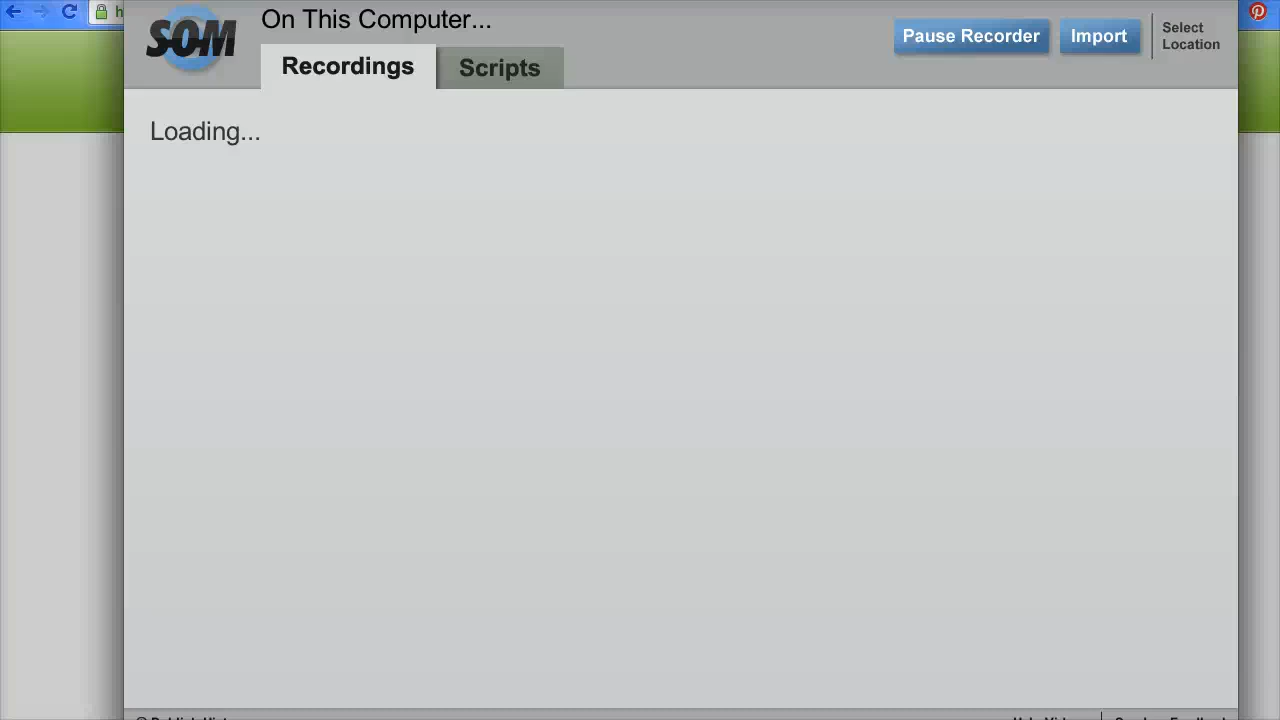 h
SOM
On This Computer...
Pause Recorder
Import
Select
Location
Recordings
Scripts
Loading...